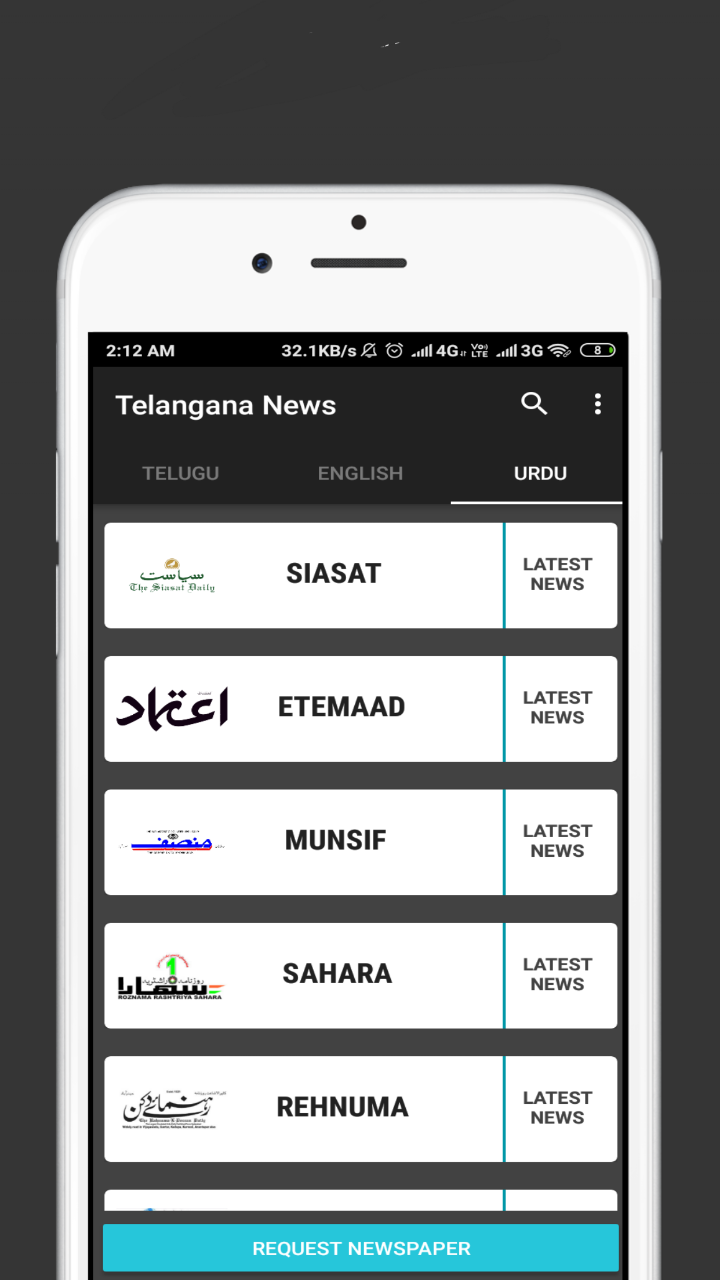 2:12 AM 32.1KB/s 4G VoLTE 3G 8
Telangana News
TELUGU ENGLISH URDU
سیاست
The Siasat Daily
SIASAT
LATEST
NEWS
اعتماد
ETEMAAD
LATEST
NEWS
منصف
MUNSIF
LATEST
NEWS
1
روزنامہ راشٹریہ
سہارا
ROZNAMA RASHTRIYA SAHARA
SAHARA
LATEST
NEWS
رہنمائے دکن
The Rahnuma E Deccan Daily
REHNUMA
LATEST
NEWS
REQUEST NEWSPAPER